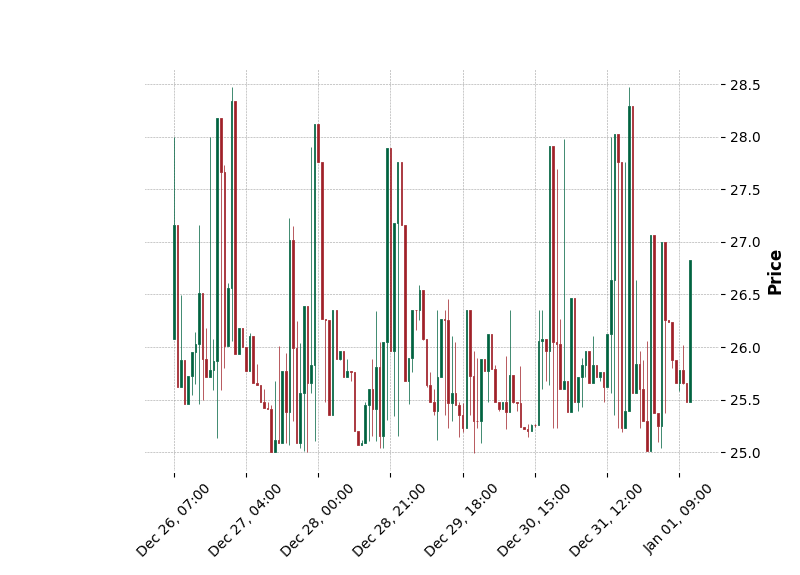 28.5
28.0
27.5
27.0
26.5
26.0
25.5
25.0
Price
Dec 26, 07:00
Dec 27, 04:00
Dec 28, 00:00
Dec 28, 21:00
Dec 29, 18:00
Dec 30, 15:00
Dec 31, 12:00
Jan 01, 09:00